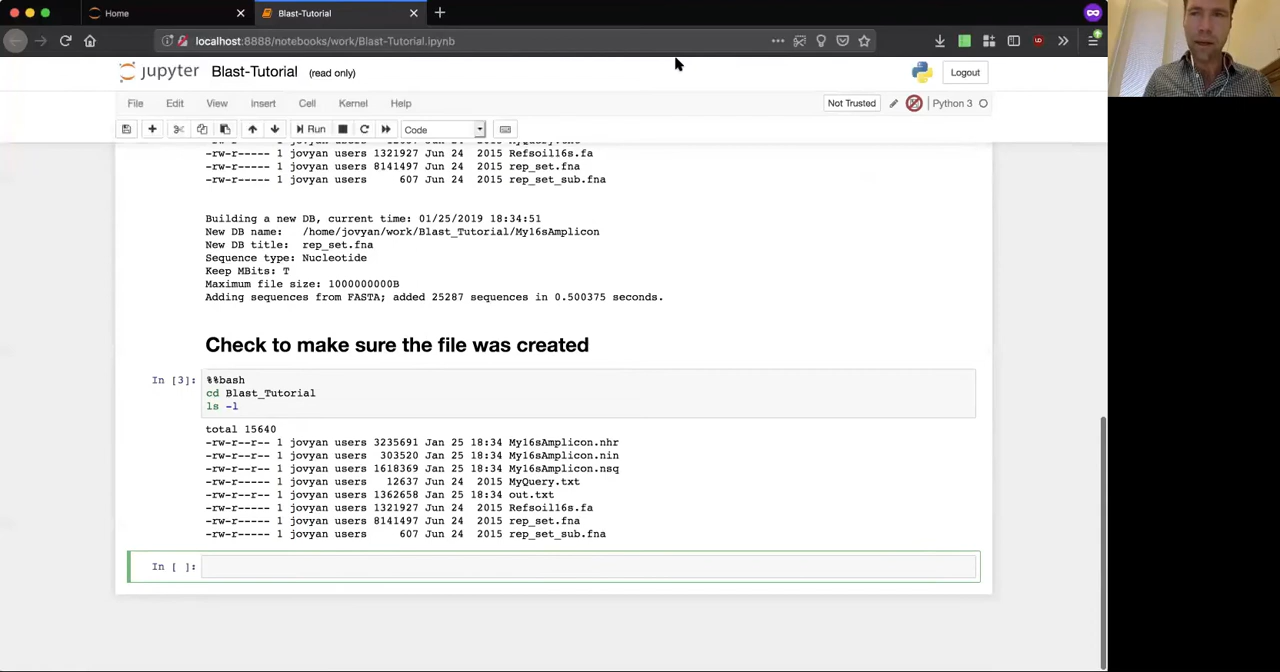 Home
Blast-Tutorial
localhost:8888/notebooks/work/Blast-Tutorial.ipynb
jupyter Blast-Tutorial (read only)
Logout
File Edit View Insert Cell Kernel Help
Not Trusted
Python 3
Run
Code
-rw-r----- 1 jovyan users 1321927 Jun 24 2015 Refsoil16s.fa
-rw-r----- 1 jovyan users 8141497 Jun 24 2015 rep_set.fna
-rw-r----- 1 jovyan users 607 Jun 24 2015 rep_set_sub.fna
Building a new DB, current time: 01/25/2019 18:34:51
New DB name: /home/jovyan/work/Blast_Tutorial/My16sAmplicon
New DB title: rep_set.fna
Sequence type: Nucleotide
Keep MBits: T
Maximum file size: 1000000000B
Adding sequences from FASTA; added 25287 sequences in 0.500375 seconds.
Check to make sure the file was created
In [3]:
%%bash
cd Blast_Tutorial
ls -l
total 15640
-rw-r--r-- 1 jovyan users 3235691 Jan 25 18:34 My16sAmplicon.nhr
-rw-r--r-- 1 jovyan users 303520 Jan 25 18:34 My16sAmplicon.nin
-rw-r--r-- 1 jovyan users 1618369 Jan 25 18:34 My16sAmplicon.nsq
-rw-r----- 1 jovyan users 12637 Jun 24 2015 MyQuery.txt
-rw-r--r-- 1 jovyan users 1362658 Jan 25 18:34 out.txt
-rw-r----- 1 jovyan users 1321927 Jun 24 2015 Refsoil16s.fa
-rw-r----- 1 jovyan users 8141497 Jun 24 2015 rep_set.fna
-rw-r----- 1 jovyan users 607 Jun 24 2015 rep_set_sub.fna
In [ ]: